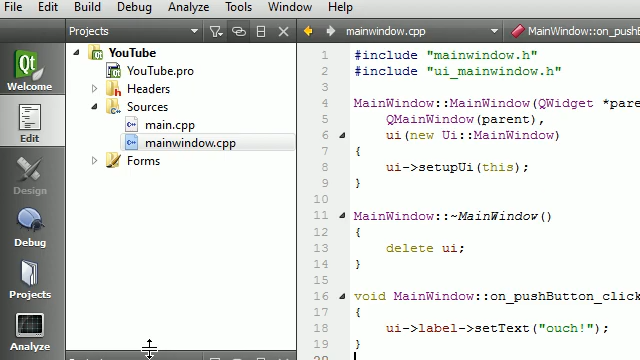 File Edit Build Debug Analyze Tools Window Help
Projects
mainwindow.cpp
MainWindow::on_pushB
Qt
Welcome
Edit
Design
Debug
Projects
Analyze
YouTube
YouTube.pro
Headers
Sources
main.cpp
mainwindow.cpp
Forms
1 #include "mainwindow.h"
2 #include "ui_mainwindow.h"
3
4 MainWindow::MainWindow(QWidget *pare
5 QMainWindow(parent),
6 ui(new Ui::MainWindow)
7 {
8 ui->setupUi(this);
9 }
10
11 MainWindow::~MainWindow()
12 {
13 delete ui;
14 }
15
16 void MainWindow::on_pushButton_click
17 {
18 ui->label->setText("ouch!");
19 }